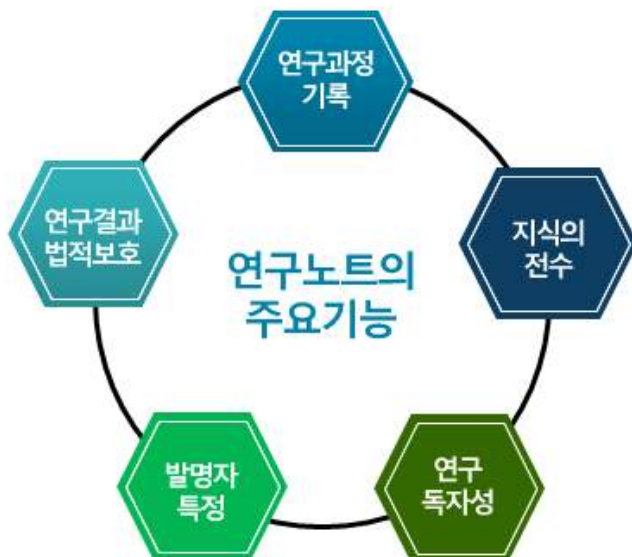 연구과정
기록
지식의
전수
연구
독자성
발명자
특정
연구결과
법적보호
연구노트의
주요기능